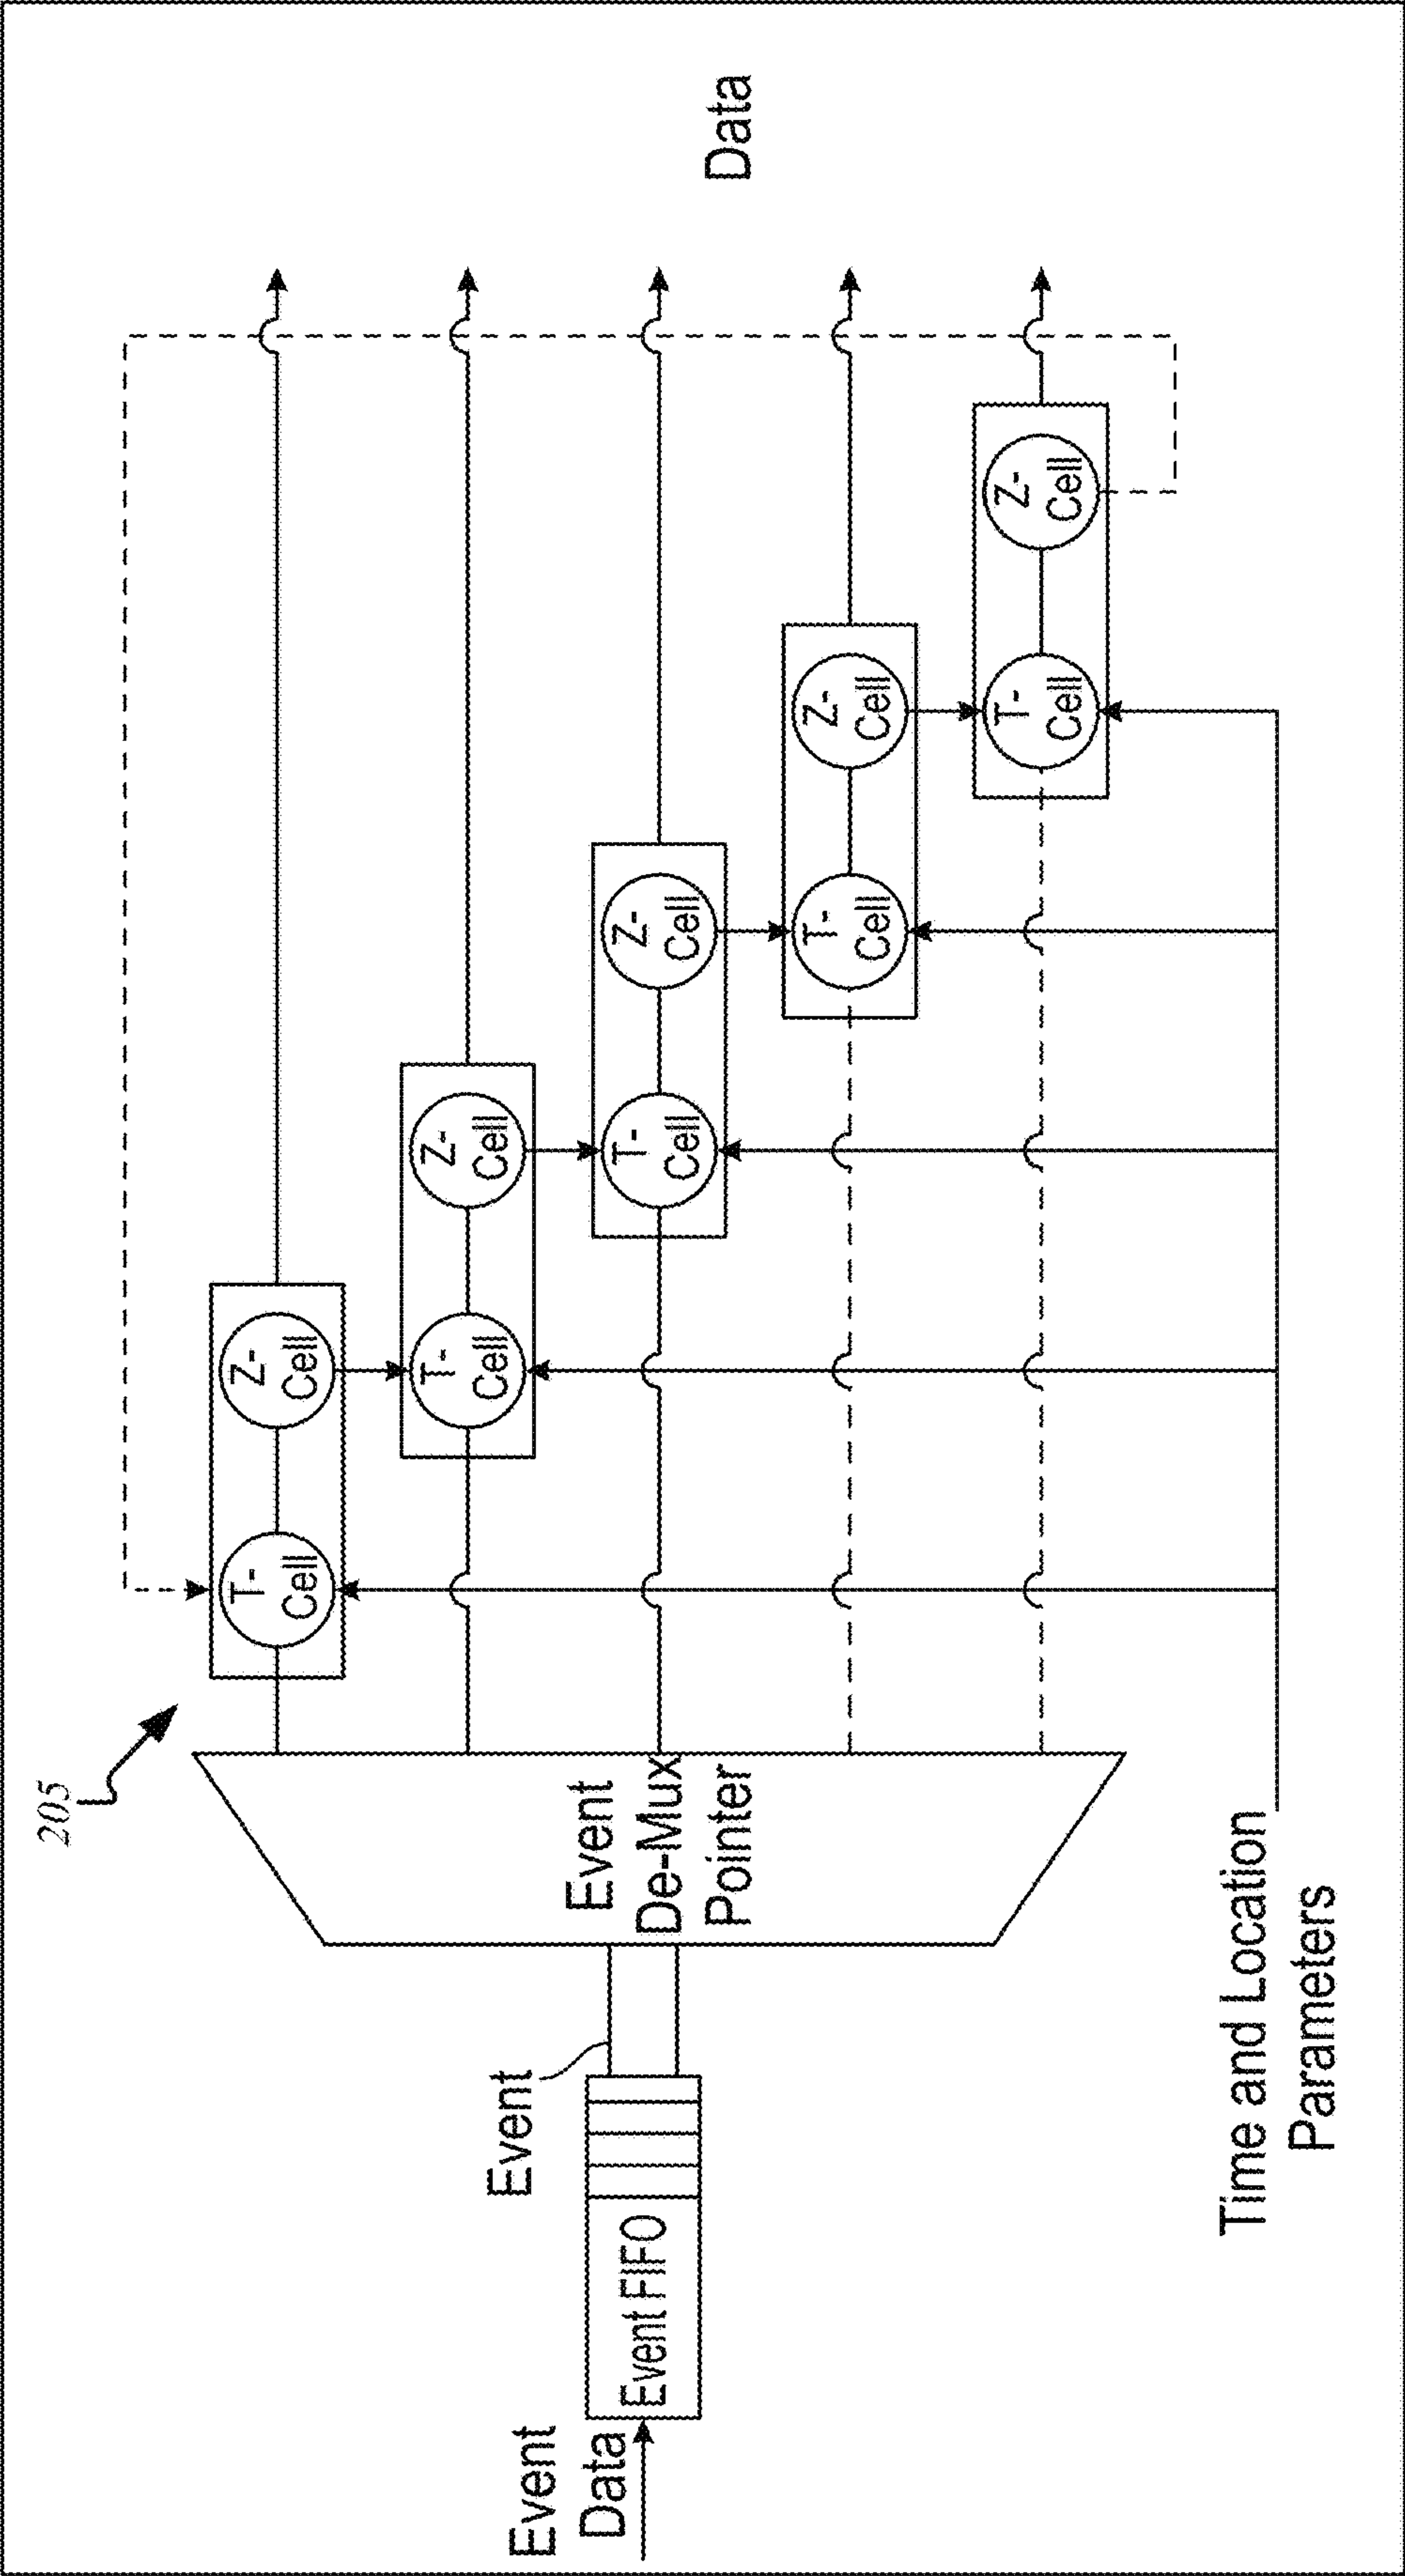 205
Event
Data
Event FIFO
Event
Event
De-Mux
Pointer
T-
Cell
Z-
Cell
T-
Cell
Z-
Cell
T-
Cell
Z-
Cell
T-
Cell
Z-
Cell
T-
Cell
Z-
Cell
Data
Time and Location
Parameters